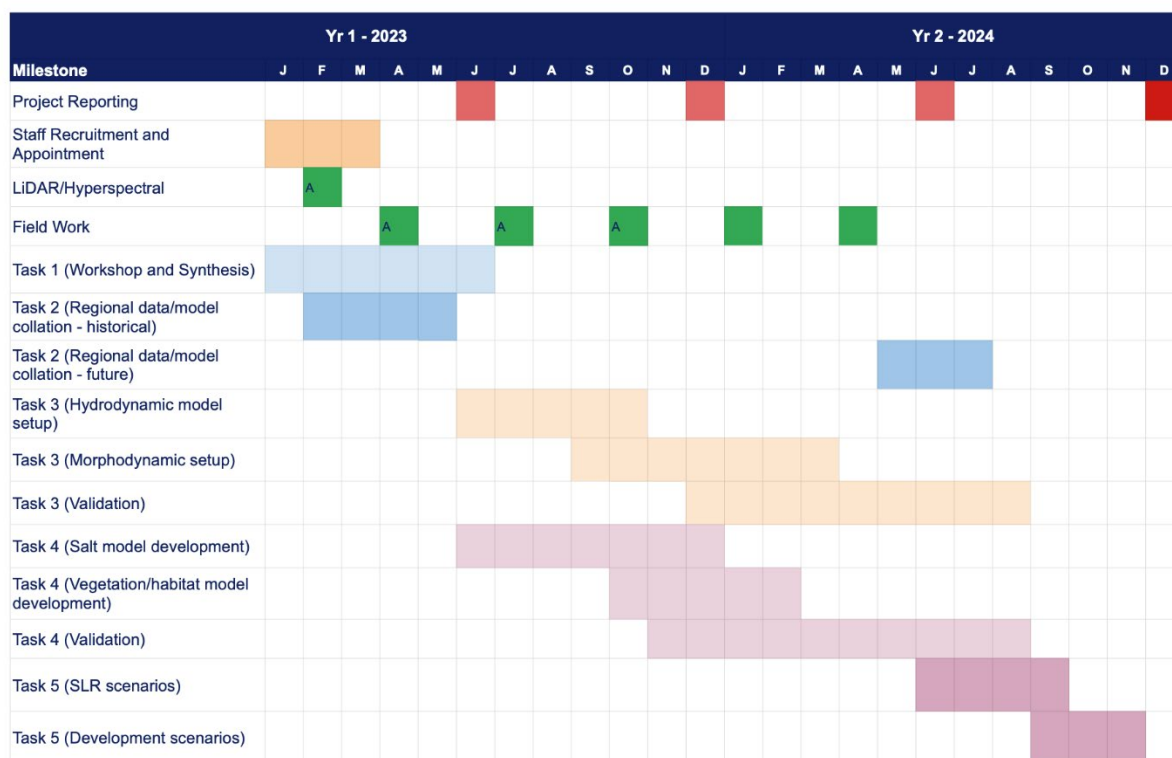 Yr 1 - 2023 Yr 2 - 2024
Milestone J F M A M J J A S O N D J F M A M J J A S O N D
Project Reporting
Staff Recruitment and
Appointment
LiDAR/Hyperspectral A
Field Work A A A
Task 1 (Workshop and Synthesis)
Task 2 (Regional data/model
collation - historical)
Task 2 (Regional data/model
collation - future)
Task 3 (Hydrodynamic model
setup)
Task 3 (Morphodynamic setup)
Task 3 (Validation)
Task 4 (Salt model development)
Task 4 (Vegetation/habitat model
development)
Task 4 (Validation)
Task 5 (SLR scenarios)
Task 5 (Development scenarios)